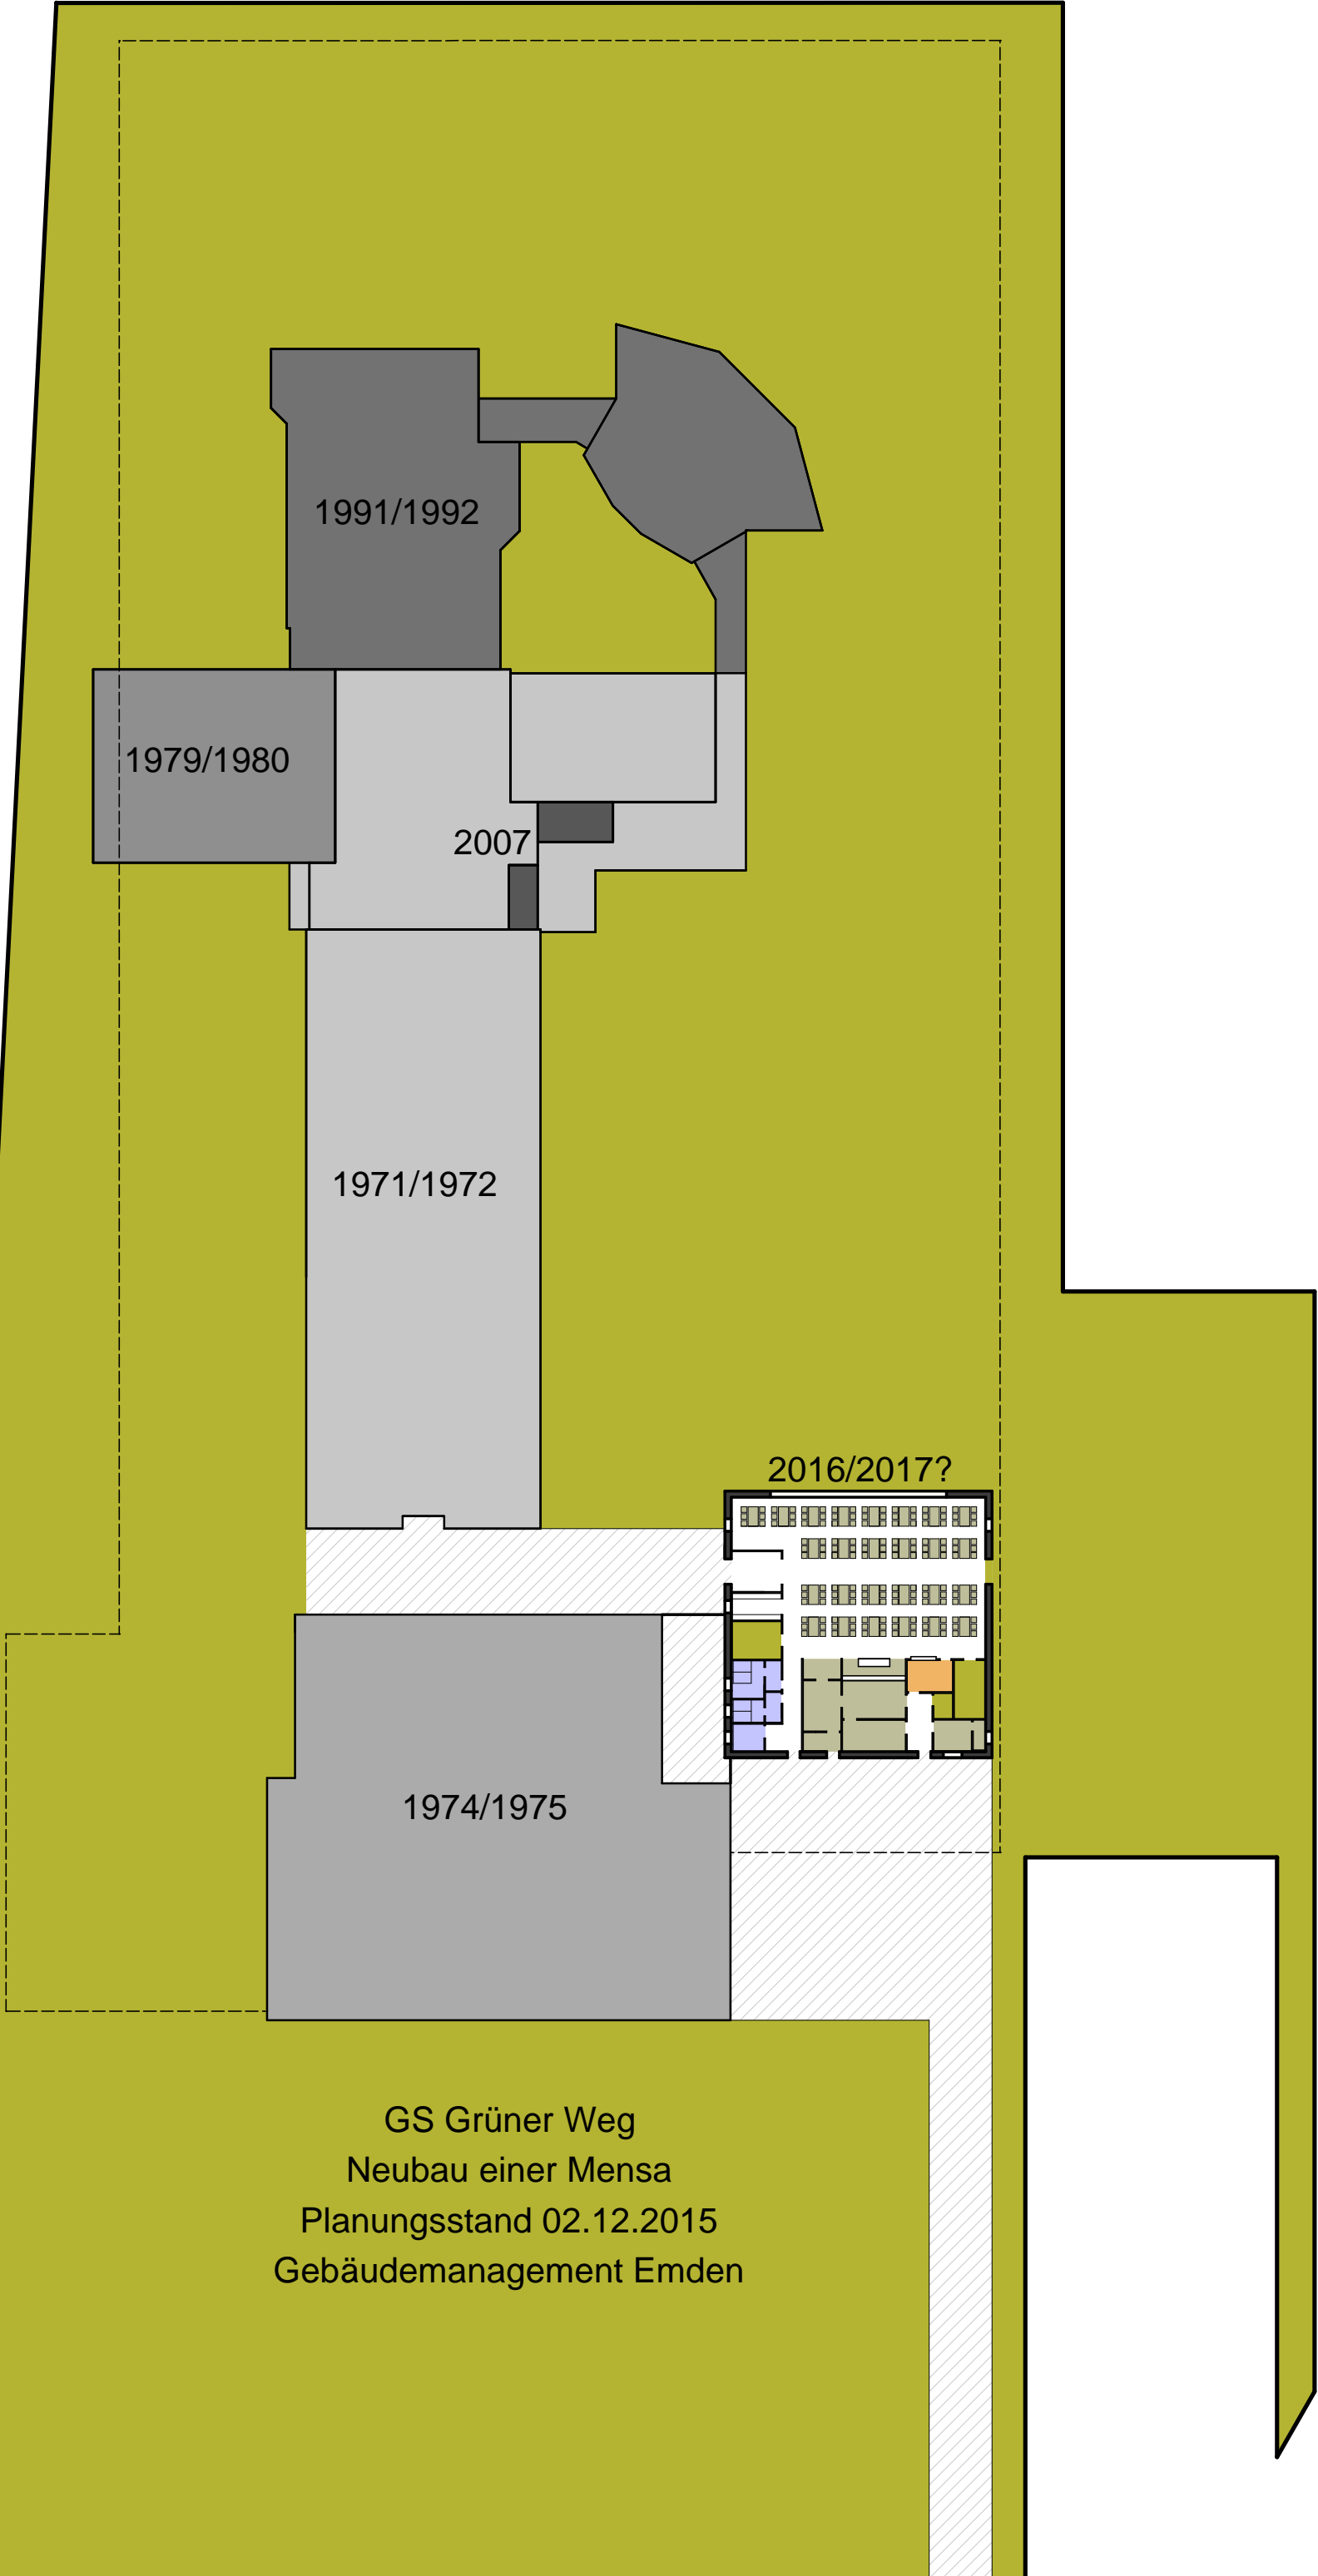 1991/1992
1979/1980
2007
1971/1972
2016/2017?
1974/1975
GS Grüner Weg
Neubau einer Mensa
Planungsstand 02.12.2015
Gebäudemanagement Emden